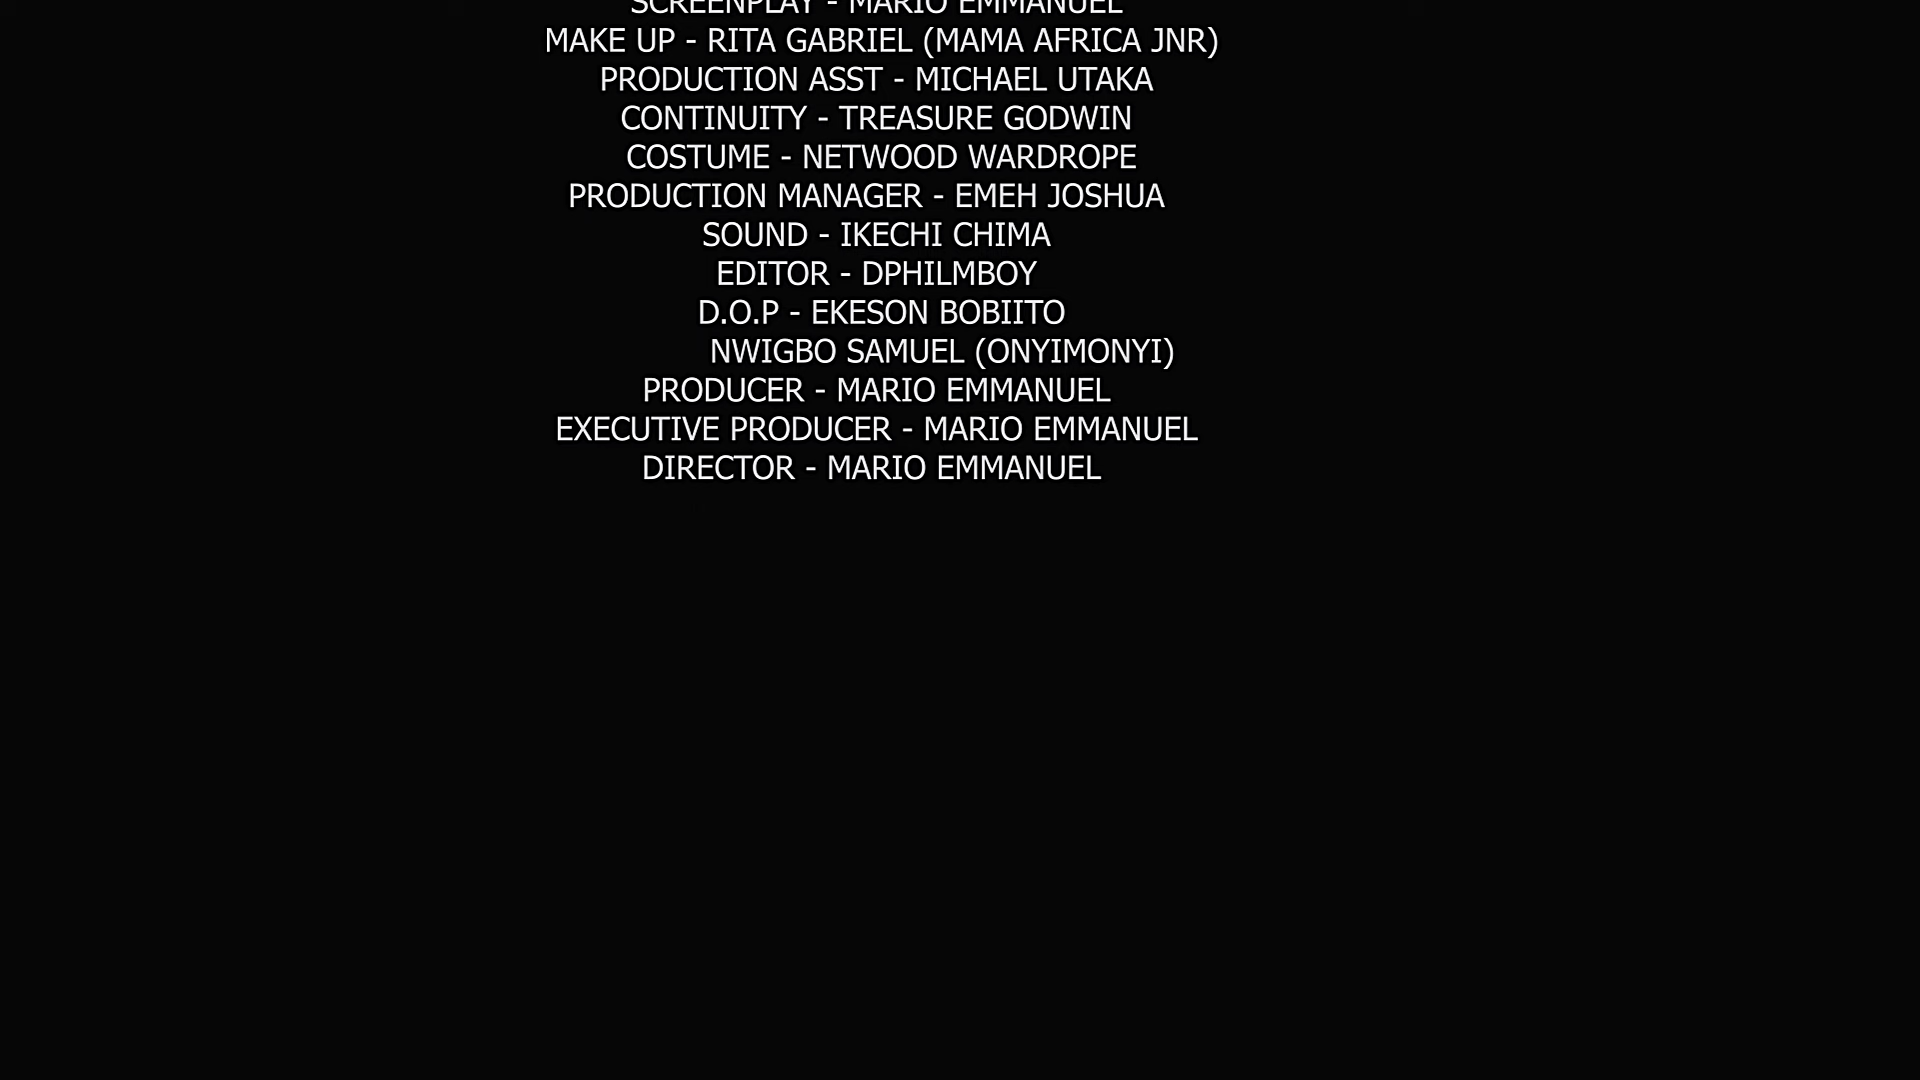 SCREENPLAY - MARIO EMMANUEL
MAKE UP - RITA GABRIEL (MAMA AFRICA JNR)
PRODUCTION ASST - MICHAEL UTAKA
CONTINUITY - TREASURE GODWIN
COSTUME - NETWOOD WARDROPE
PRODUCTION MANAGER - EMEH JOSHUA
SOUND - IKECHI CHIMA
EDITOR - DPHILMBOY
D.O.P - EKESON BOBIITO
NWIGBO SAMUEL (ONYIMONYI)
PRODUCER - MARIO EMMANUEL
EXECUTIVE PRODUCER - MARIO EMMANUEL
DIRECTOR - MARIO EMMANUEL